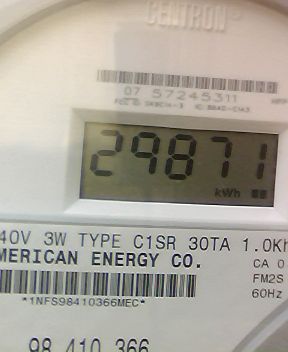 CENTRON®
07 57245311
29871
kWh
40V 3W TYPE C1SR 30TA 1.0Kh
MERICAN ENERGY CO.
CA 0
FM2S
60Hz
*1NFS98410366MEC*
98 410 366